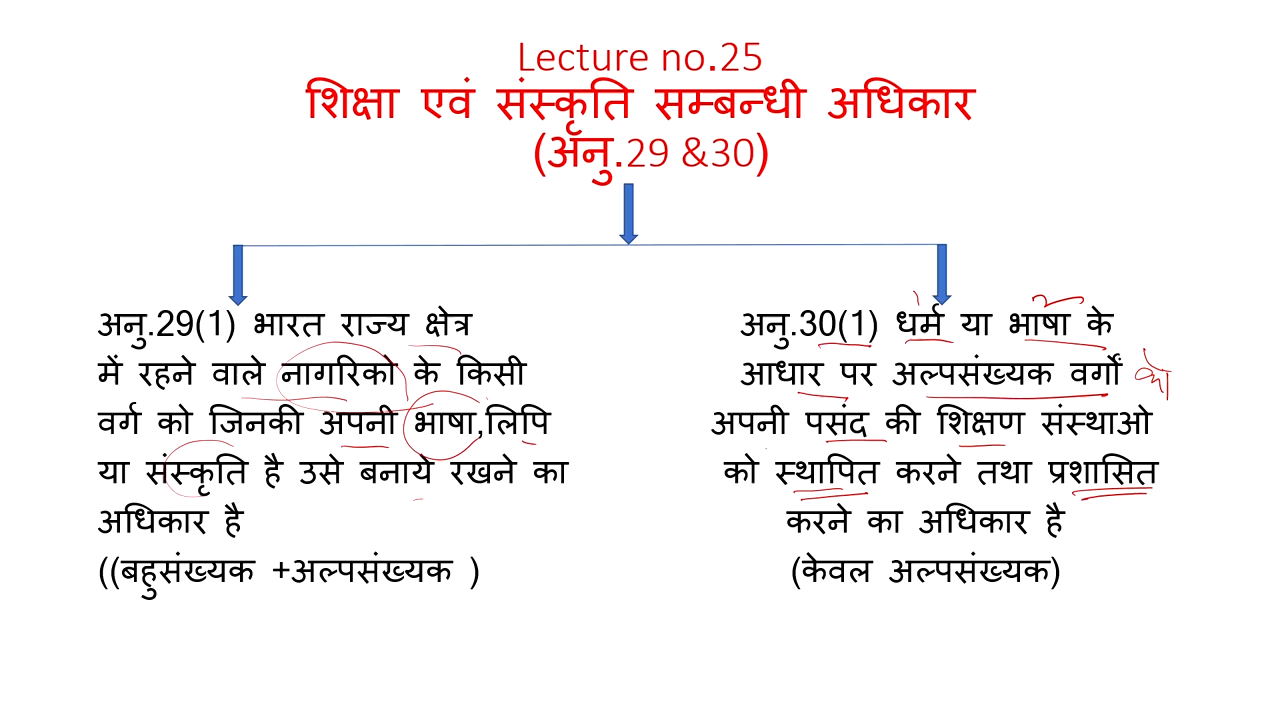 Lecture no.25
शिक्षा एवं संस्कृति सम्बन्धी अधिकार
(अनु.29 &30)
अनु.29(1) भारत राज्य क्षेत्र
में रहने वाले नागरिको के किसी
वर्ग को जिनकी अपनी भाषा,लिपि
या संस्कृति है उसे बनाये रखने का
अधिकार है
((बहुसंख्यक +अल्पसंख्यक )
अनु.30(1) धर्म या भाषा के
आधार पर अल्पसंख्यक वर्गों को
अपनी पसंद की शिक्षण संस्थाओ
को स्थापित करने तथा प्रशासित
करने का अधिकार है
(केवल अल्पसंख्यक)